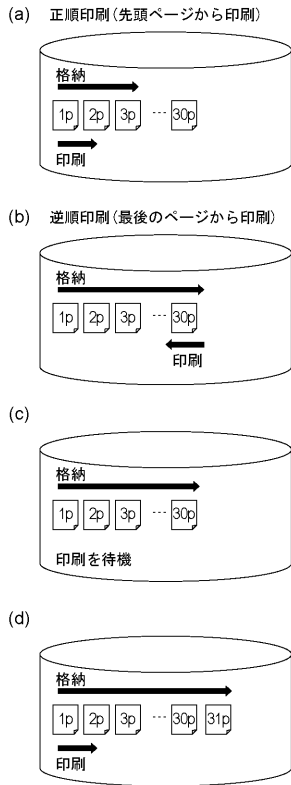 (a) 正順印刷(先頭ページから印刷)
格納
1p 2p 3p … 30p
印刷
(b) 逆順印刷(最後のページから印刷)
格納
1p 2p 3p … 30p
印刷
(c)
格納
1p 2p 3p … 30p
印刷を待機
(d)
格納
1p 2p 3p … 30p 31p
印刷